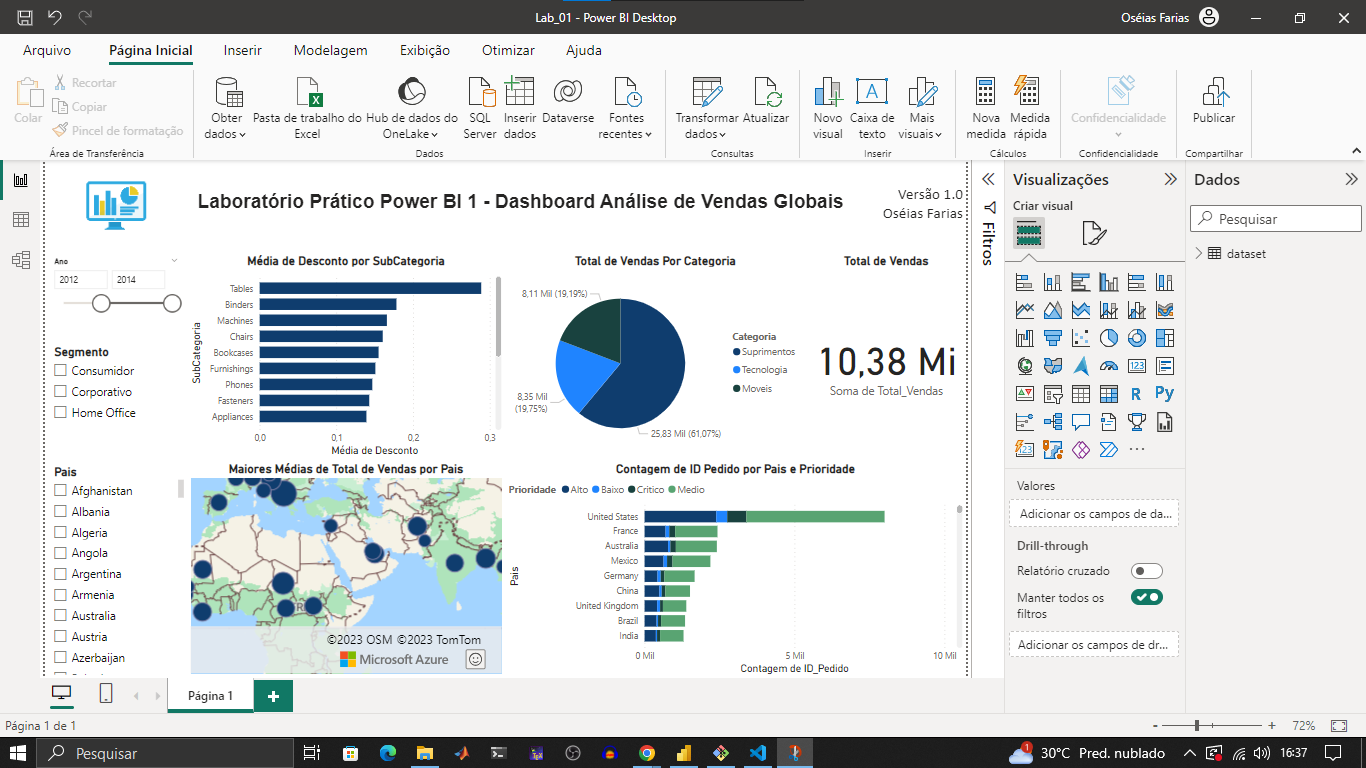 Lab_01 - Power BI Desktop
Oséias Farias
Arquivo
Página Inicial
Inserir
Modelagem
Exibição
Otimizar
Ajuda
Colar
Recortar
Copiar
Pincel de formatação
Área de Transferência
Obter
dados
Pasta de trabalho do
Excel
Hub de dados do
OneLake
SQL
Server
Inserir
dados
Dataverse
Fontes
recentes
Dados
Transformar
dados
Atualizar
Consultas
Novo
visual
Caixa de
texto
Mais
visuais
Inserir
Nova
medida
Medida
rápida
Cálculos
Confidencialidade
Confidencialidade
Publicar
Compartilhar
Laboratório Prático Power BI 1 - Dashboard Análise de Vendas Globais
Versão 1.0
Oséias Farias
Ano
2012
2014
Segmento
Consumidor
Corporativo
Home Office
Pais
Afghanistan
Albania
Algeria
Angola
Argentina
Armenia
Australia
Austria
Azerbaijan
Média de Desconto por SubCategoria
SubCategoria
Tables
Binders
Machines
Chairs
Bookcases
Furnishings
Phones
Fasteners
Appliances
0,0
0,1
0,2
0,3
Média de Desconto
Total de Vendas Por Categoria
8,11 Mil (19,19%)
8,35 Mil
(19,75%)
25,83 Mil (61,07%)
Categoria
Suprimentos
Tecnologia
Moveis
Total de Vendas
10,38 Mi
Soma de Total_Vendas
Maiores Médias de Total de Vendas por Pais
©2023 OSM ©2023 TomTom
Microsoft Azure
Contagem de ID Pedido por Pais e Prioridade
Prioridade
Alto
Baixo
Critico
Medio
Pais
United States
France
Australia
Mexico
Germany
China
United Kingdom
Brazil
India
0 Mil
5 Mil
10 Mil
Contagem de ID_Pedido
Filtros
Visualizações
Criar visual
R
Py
123
123
Valores
Adicionar os campos de da...
Drill-through
Relatório cruzado
Manter todos os
filtros
Adicionar os campos de dr...
Dados
Pesquisar
dataset
Página 1
Página 1 de 1
72%
Pesquisar
1
30°C
Pred. nublado
16:37